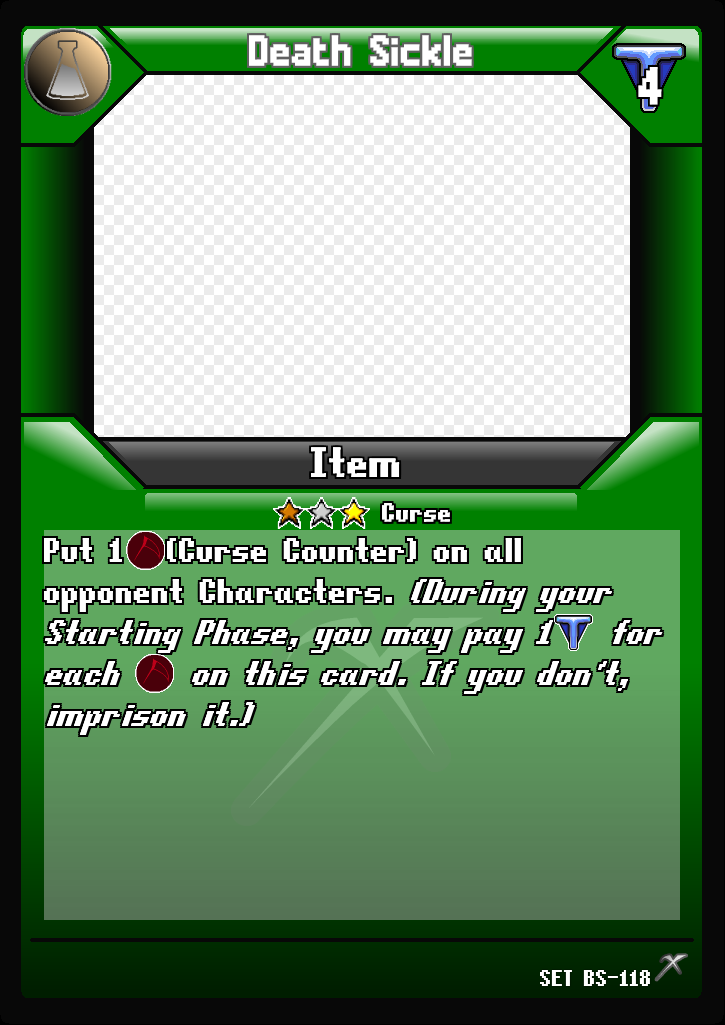 Death Sickle
4
Item
Curse
Put 1 (Curse Counter) on all
opponent Characters. (During your
Starting Phase, you may pay 1 for
each on this card. If you don't,
imprison it.)
SET BS-118